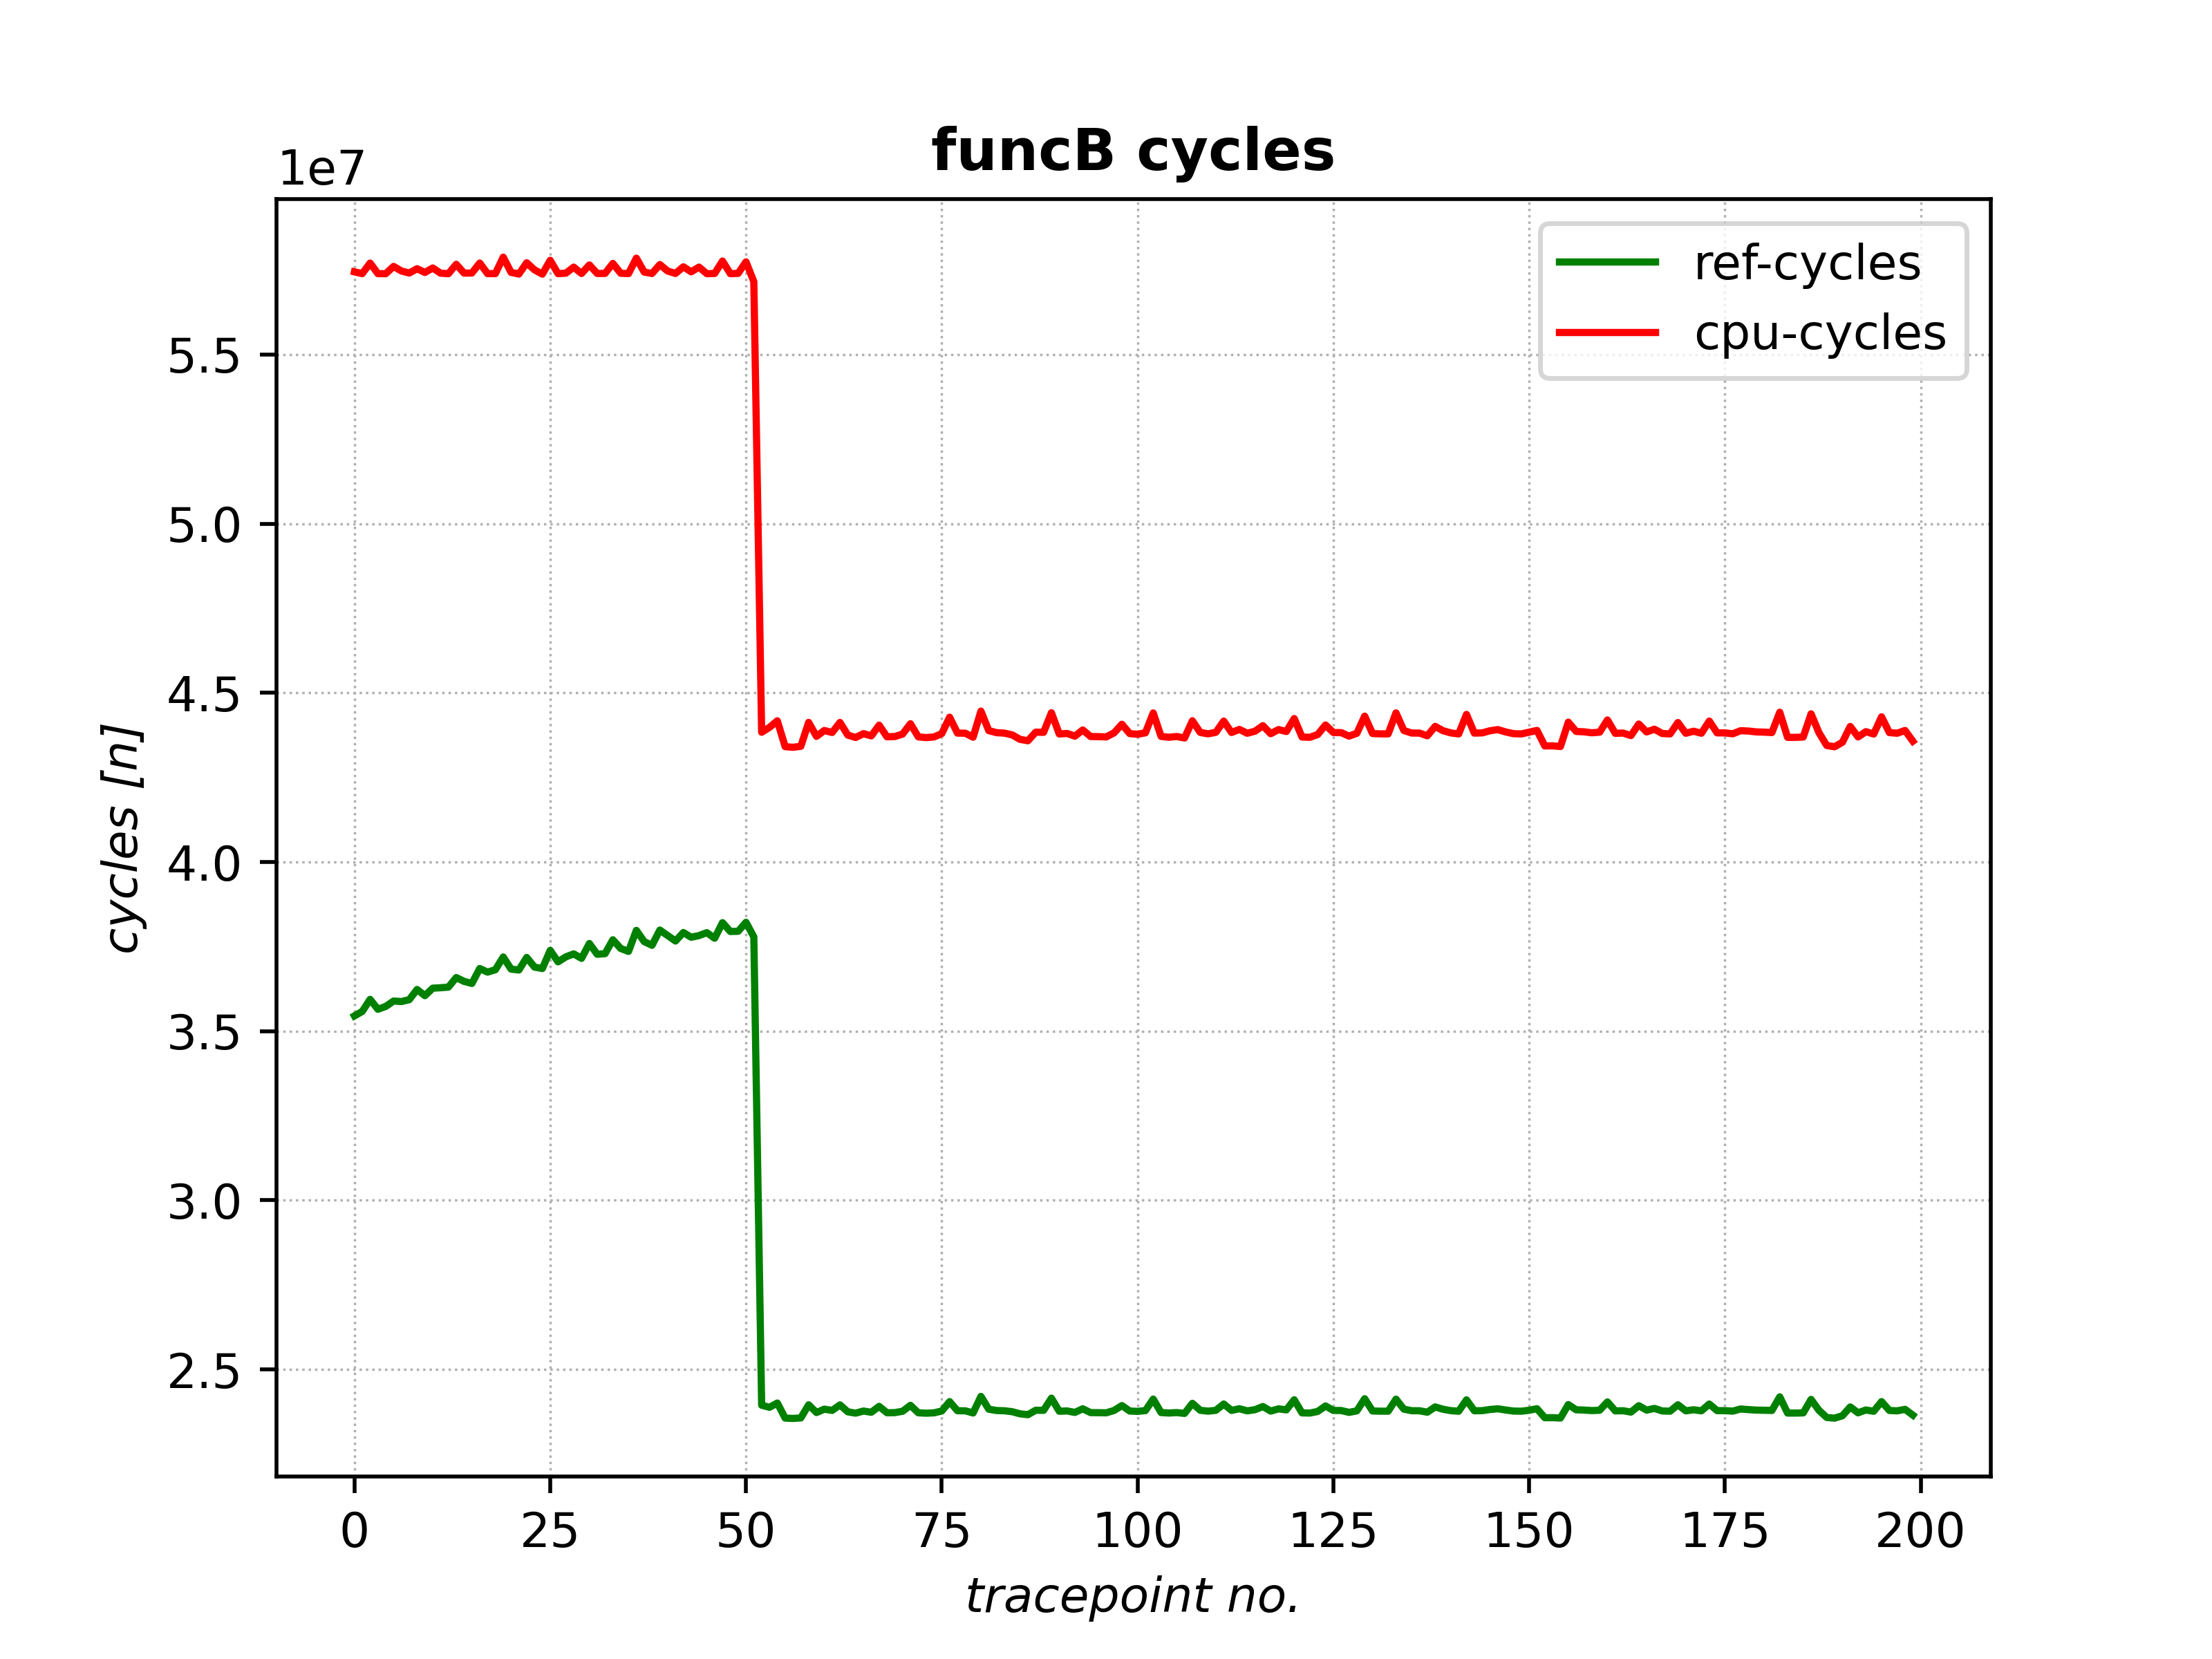 funcB cycles
1e7
ref-cycles
cpu-cycles
5.5
5.0
4.5
4.0
3.5
3.0
2.5
cycles [n]
0 25 50 75 100 125 150 175 200
tracepoint no.